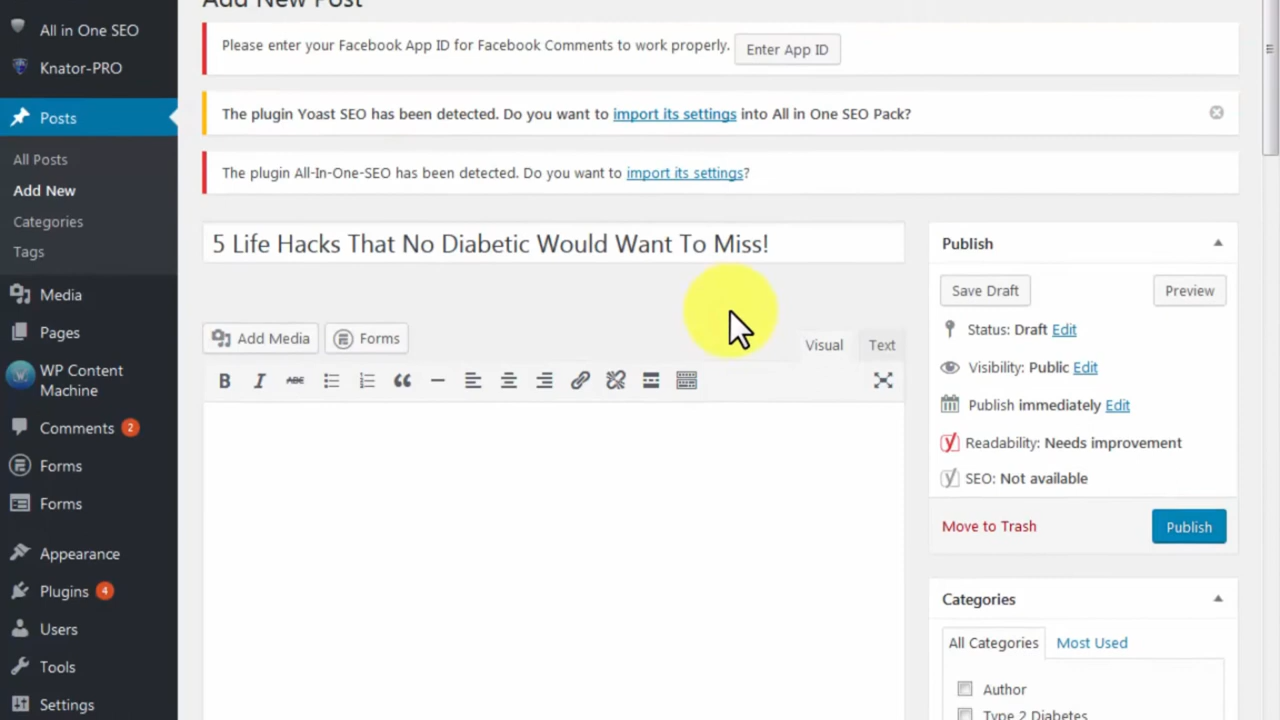 Add New Post
All in One SEO
Knator-PRO
Posts
All Posts
Add New
Categories
Tags
Media
Pages
WP Content
Machine
Comments 2
Forms
Forms
Appearance
Plugins 4
Users
Tools
Settings
Please enter your Facebook App ID for Facebook Comments to work properly. Enter App ID
The plugin Yoast SEO has been detected. Do you want to import its settings into All in One SEO Pack?
The plugin All-In-One-SEO has been detected. Do you want to import its settings?
5 Life Hacks That No Diabetic Would Want To Miss!
Add Media Forms
Visual Text
B I ABC
Publish
Save Draft Preview
Status: Draft Edit
Visibility: Public Edit
Publish immediately Edit
Readability: Needs improvement
SEO: Not available
Move to Trash Publish
Categories
All Categories Most Used
Author
Type 2 Diabetes